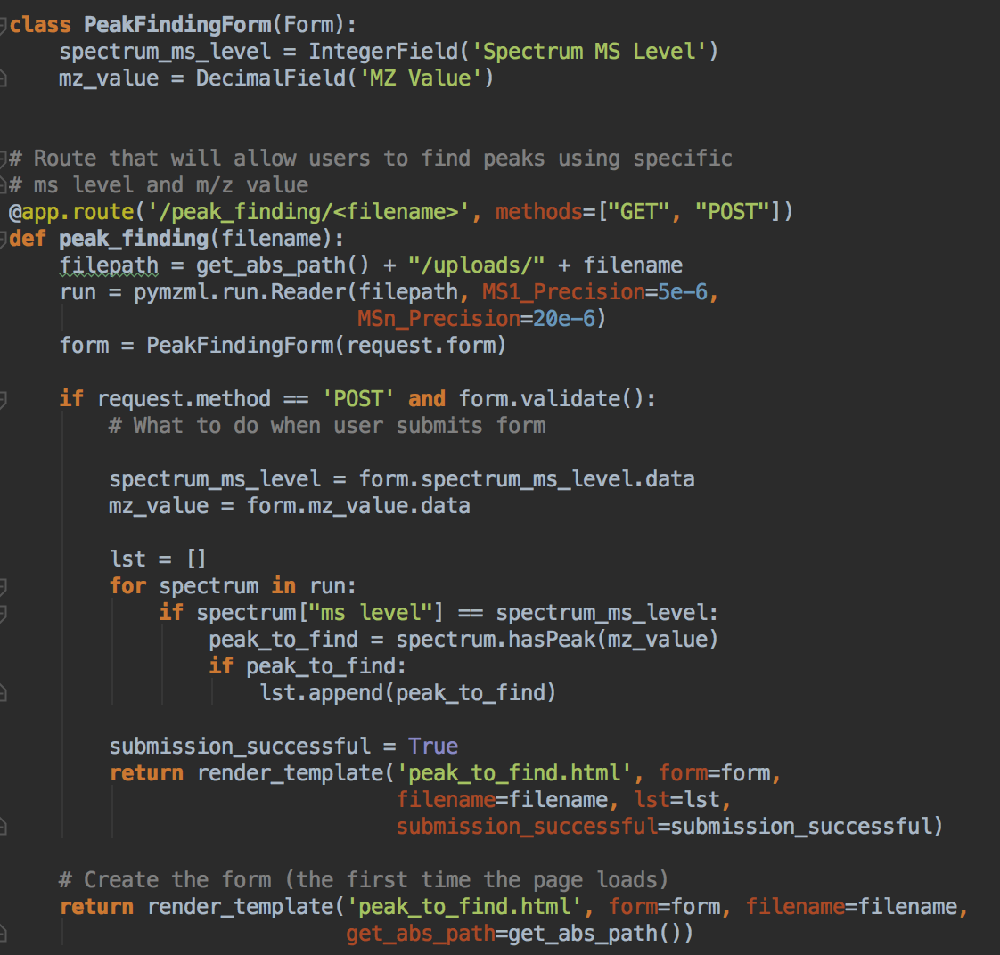 class PeakFindingForm(Form):
    spectrum_ms_level = IntegerField('Spectrum MS Level')
    mz_value = DecimalField('MZ Value')
# Route that will allow users to find peaks using specific
# ms level and m/z value
@app.route('/peak_finding/<filename>', methods=["GET", "POST"])
def peak_finding(filename):
    filepath = get_abs_path() + "/uploads/" + filename
    run = pymzml.run.Reader(filepath, MS1_Precision=5e-6,
                            MSn_Precision=20e-6)
    form = PeakFindingForm(request.form)
    if request.method == 'POST' and form.validate():
        # What to do when user submits form
        spectrum_ms_level = form.spectrum_ms_level.data
        mz_value = form.mz_value.data
        lst = []
        for spectrum in run:
            if spectrum["ms level"] == spectrum_ms_level:
                peak_to_find = spectrum.hasPeak(mz_value)
                if peak_to_find:
                    lst.append(peak_to_find)
        submission_successful = True
        return render_template('peak_to_find.html', form=form,
                               filename=filename, lst=lst,
                               submission_successful=submission_successful)
    # Create the form (the first time the page loads)
    return render_template('peak_to_find.html', form=form, filename=filename,
                           get_abs_path=get_abs_path())